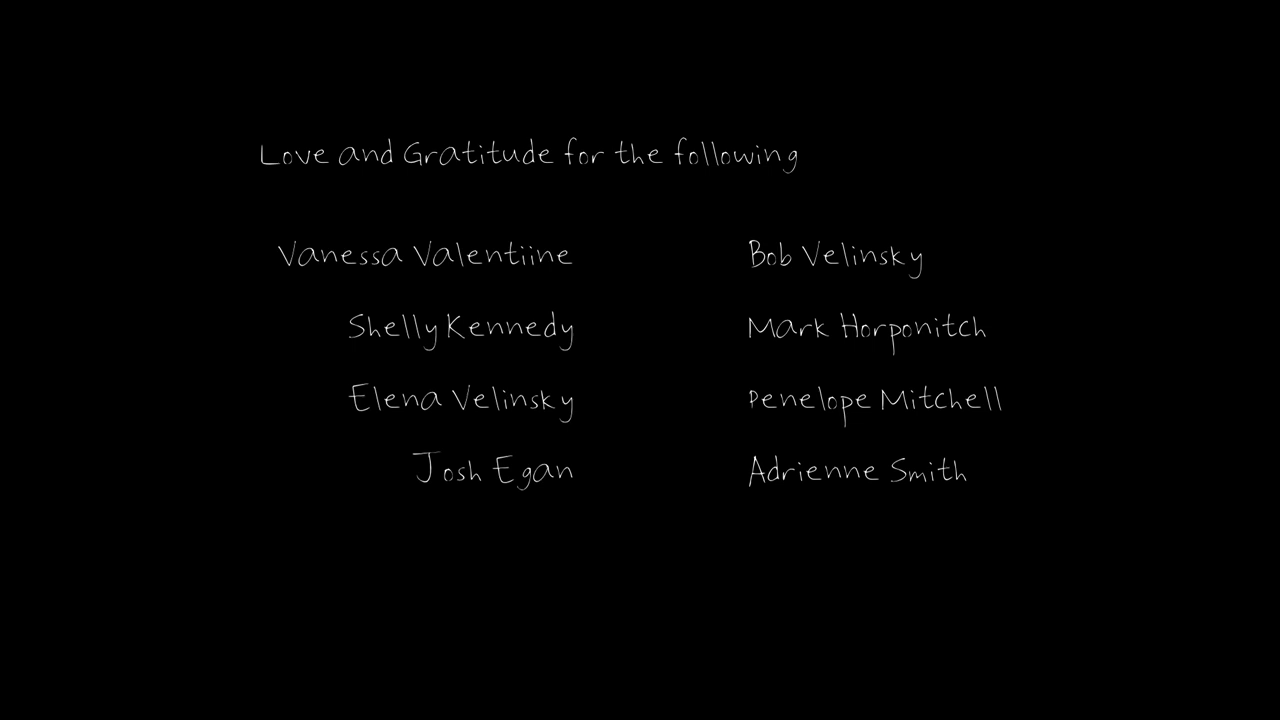 Love and Gratitude for the following
Vanessa Valentiine Bob Velinsky
Shelly Kennedy Mark Horponitch
Elena Velinsky Penelope Mitchell
Josh Egan Adrienne Smith